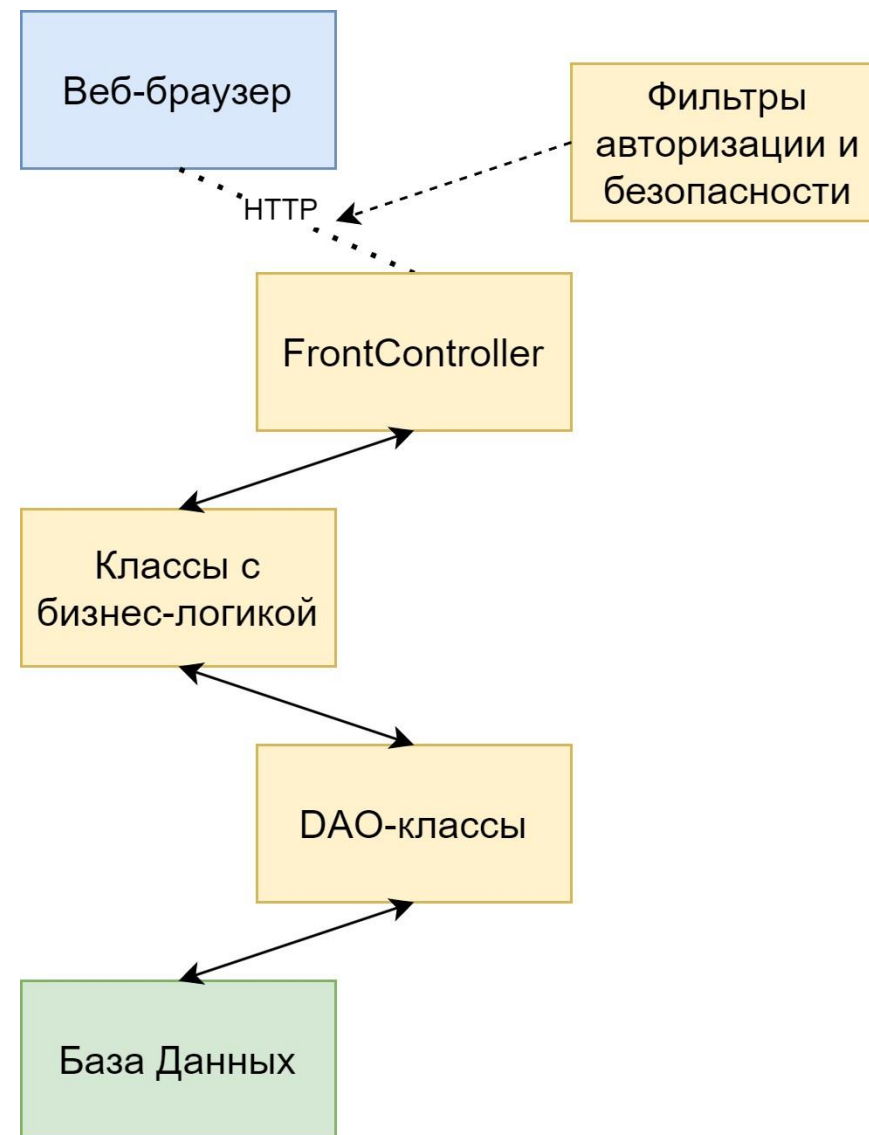 Веб-браузер
Фильтры
авторизации и
безопасности
HTTP
FrontController
Классы с
бизнес-логикой
DAO-классы
База Данных